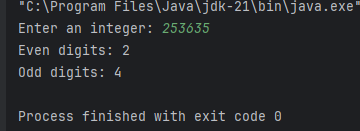 "C:\Program Files\Java\jdk-21\bin\java.exe"
Enter an integer: 253635
Even digits: 2
Odd digits: 4
Process finished with exit code 0